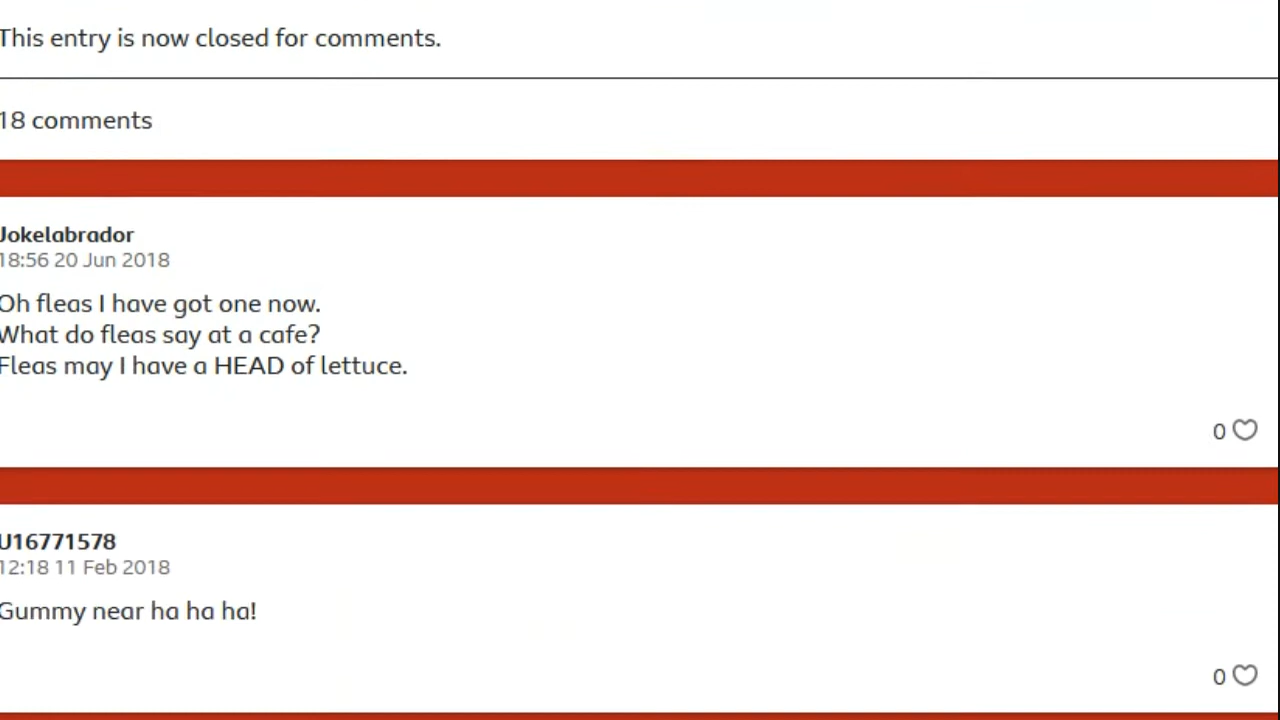 This entry is now closed for comments.
18 comments
Jokelabrador
18:56 20 Jun 2018
Oh fleas I have got one now.
What do fleas say at a cafe?
Fleas may I have a HEAD of lettuce.
0
U16771578
12:18 11 Feb 2018
Gummy near ha ha ha!
0